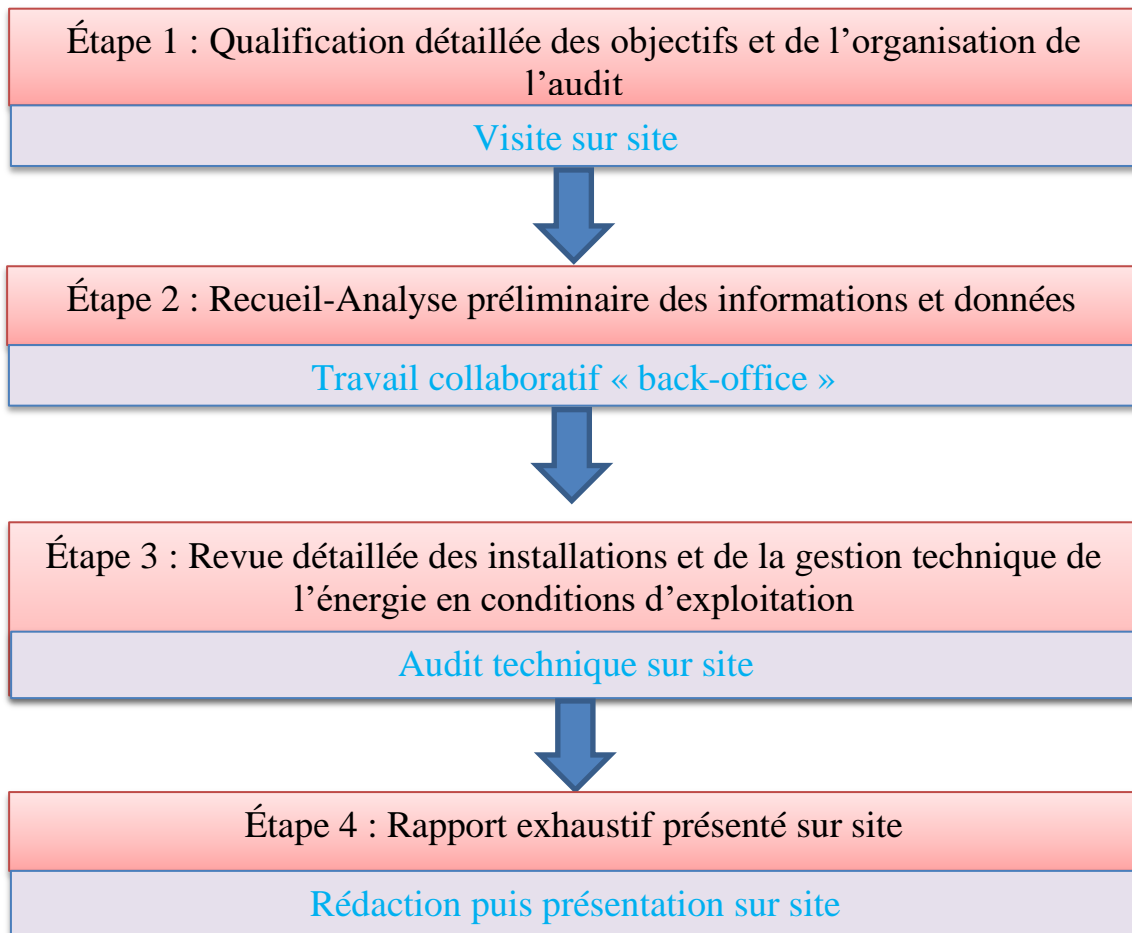 Étape 1 : Qualification détaillée des objectifs et de l’organisation de
l’audit
Visite sur site
Étape 2 : Recueil-Analyse préliminaire des informations et données
Travail collaboratif « back-office »
Étape 3 : Revue détaillée des installations et de la gestion technique de
l’énergie en conditions d’exploitation
Audit technique sur site
Étape 4 : Rapport exhaustif présenté sur site
Rédaction puis présentation sur site